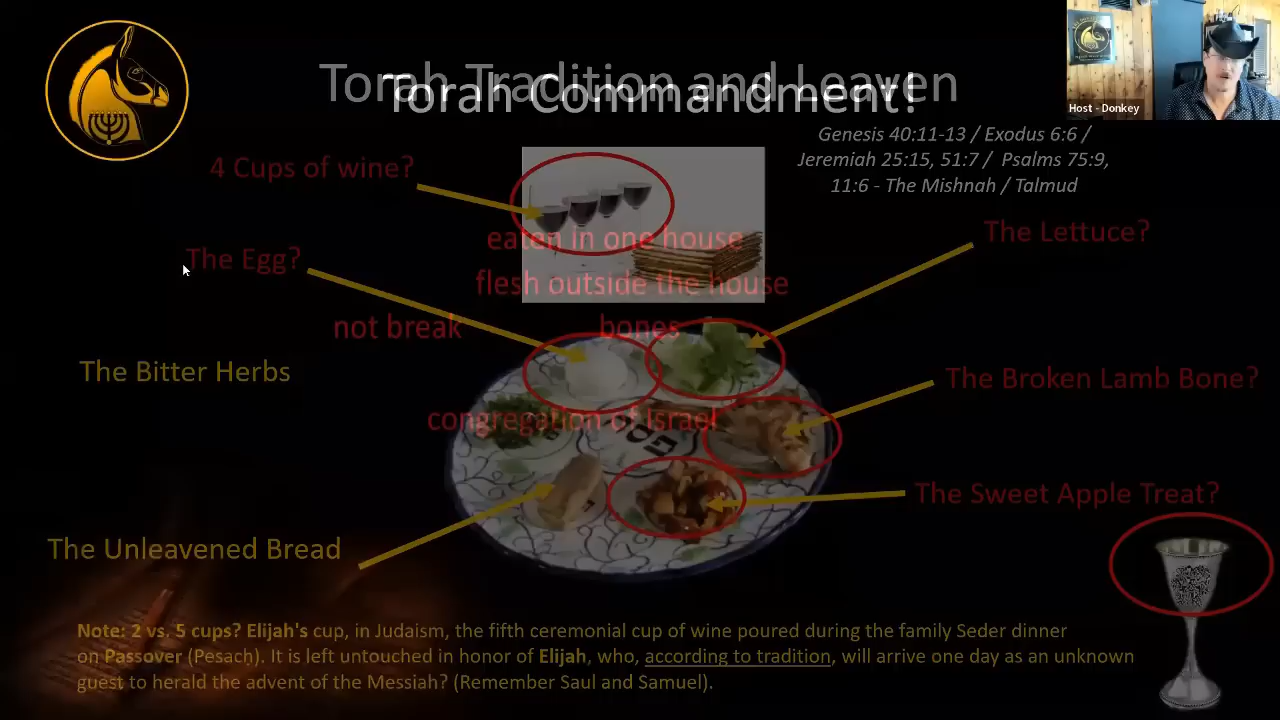 Torah Tradition and Leaven
Torah Commandment!
Host - Donkey
Genesis 40:11-13 / Exodus 6:6 /
Jeremiah 25:15, 51:7 / Psalms 75:9,
11:6 - The Mishnah / Talmud
4 Cups of wine?
The Lettuce?
eaten in one house
The Egg?
flesh outside the house
not break bones
The Bitter Herbs
The Broken Lamb Bone?
congregation of Israel
פסח
The Sweet Apple Treat?
The Unleavened Bread
Note: 2 vs. 5 cups? Elijah's cup, in Judaism, the fifth ceremonial cup of wine poured during the family Seder dinner
on Passover (Pesach). It is left untouched in honor of Elijah, who, according to tradition, will arrive one day as an unknown
guest to herald the advent of the Messiah? (Remember Saul and Samuel).